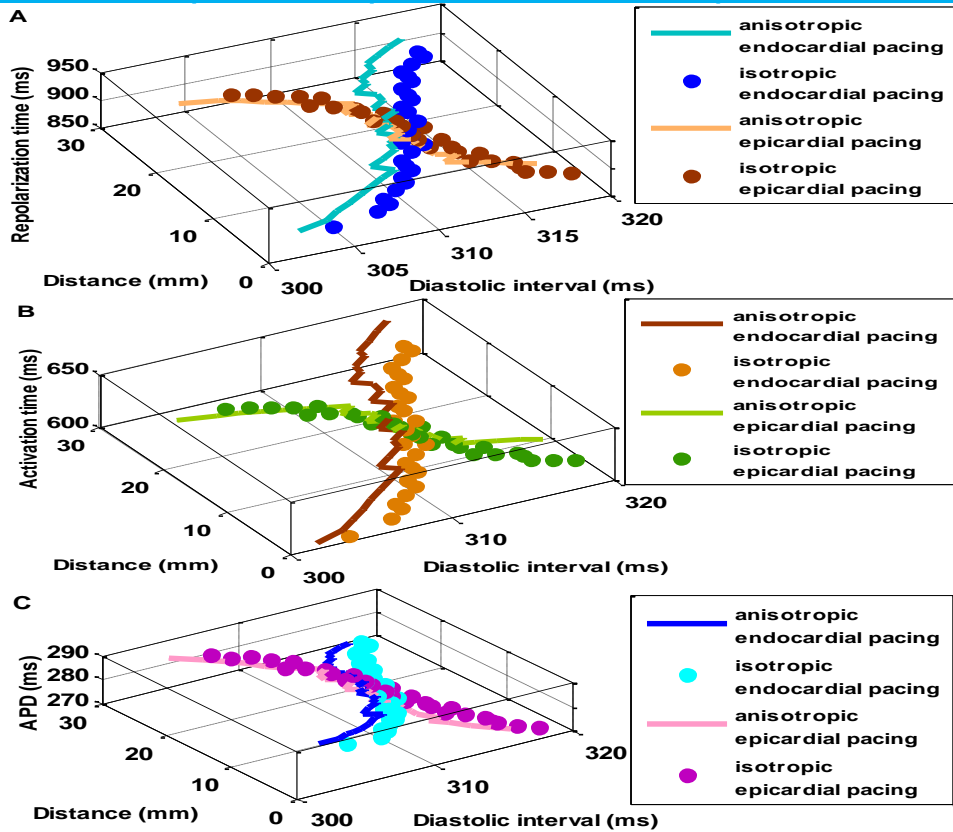 A
Repolarization time (ms)
950
900
850
30
20
10
0
Distance (mm)
300
305
310
315
320
Diastolic interval (ms)
anisotropic
endocardial pacing
isotropic
endocardial pacing
anisotropic
epicardial pacing
isotropic
epicardial pacing
B
Activation time (ms)
650
600
30
20
10
0
Distance (mm)
300
310
320
Diastolic interval (ms)
anisotropic
endocardial pacing
isotropic
endocardial pacing
anisotropic
epicardial pacing
isotropic
epicardial pacing
C
APD (ms)
290
280
270
30
20
10
0
Distance (mm)
300
310
320
Diastolic interval (ms)
anisotropic
endocardial pacing
isotropic
endocardial pacing
anisotropic
epicardial pacing
isotropic
epicardial pacing